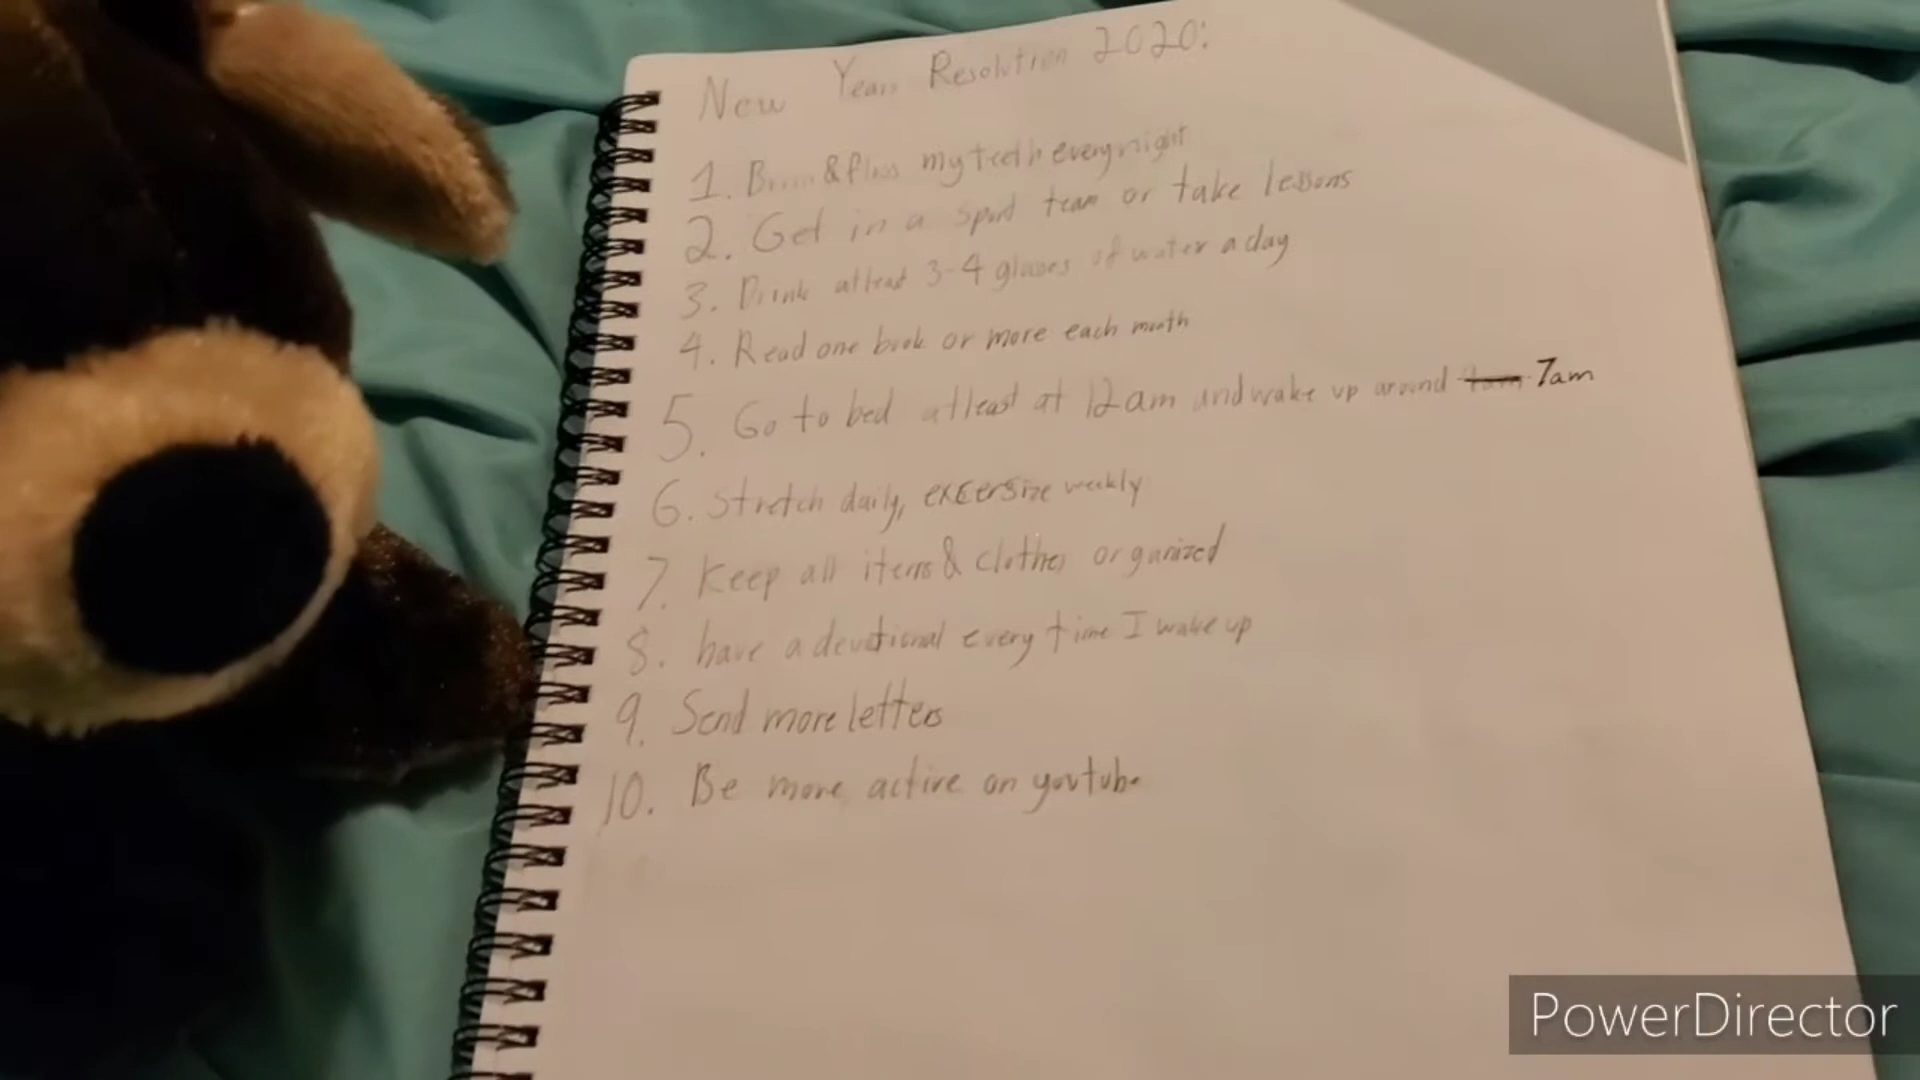 New Years Resolution 2020:
1. Brush & floss my teeth every night
2. Get in a sport team or take lessons
3. Drink atleast 3-4 glasses of water a day
4. Read one book or more each month
5. Go to bed atleast at 12am and wake up around 7am
6. Stretch daily, excersize weekly
7. Keep all items & clothes organized
8. have a devotional every time I wake up
9. Send more letters
10. Be more active on youtube
PowerDirector